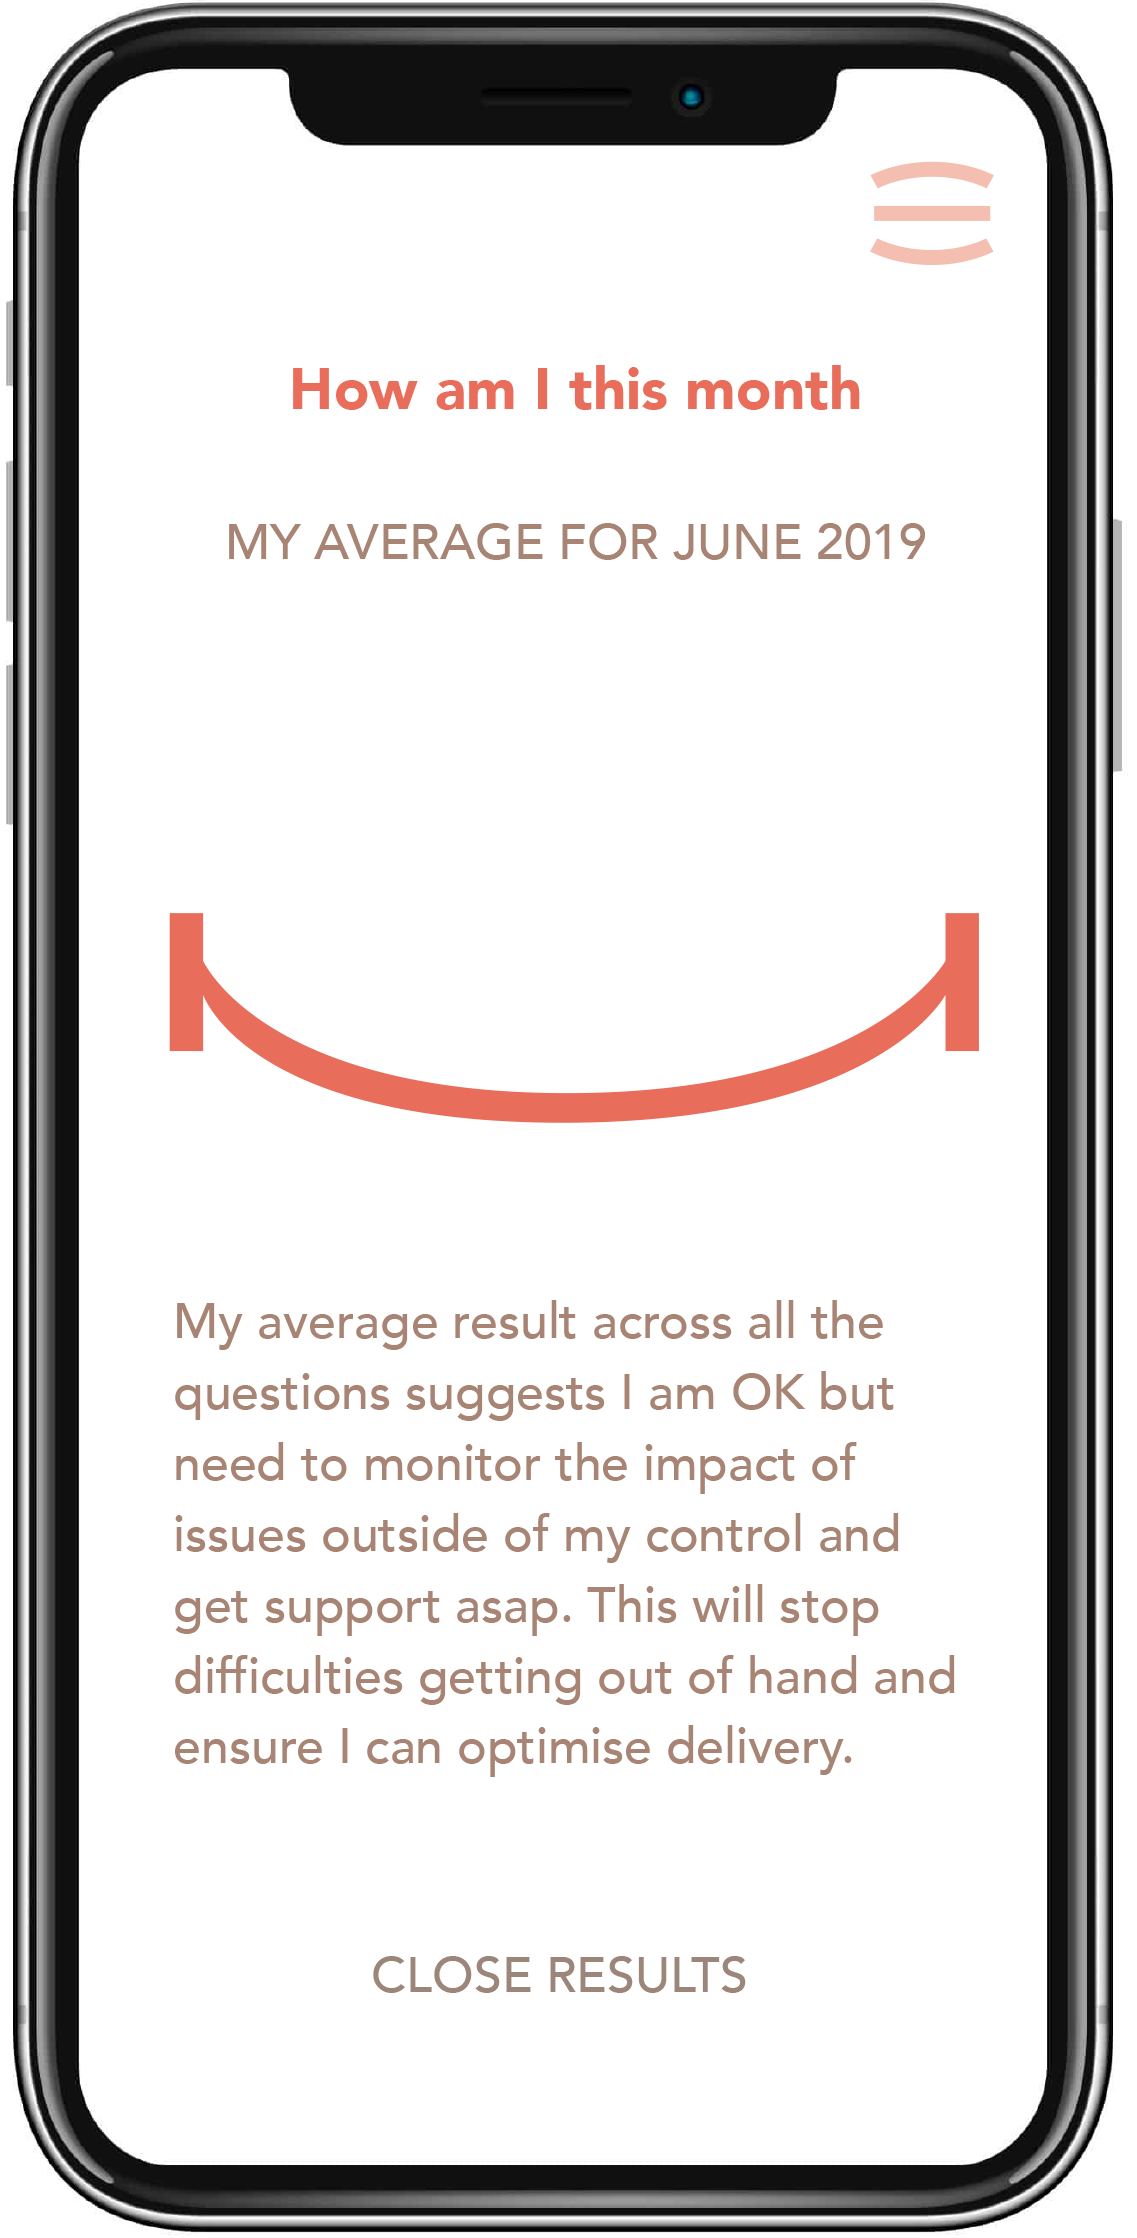 How am I this month
MY AVERAGE FOR JUNE 2019
My average result across all the
questions suggests I am OK but
need to monitor the impact of
issues outside of my control and
get support asap. This will stop
difficulties getting out of hand and
ensure I can optimise delivery.
CLOSE RESULTS